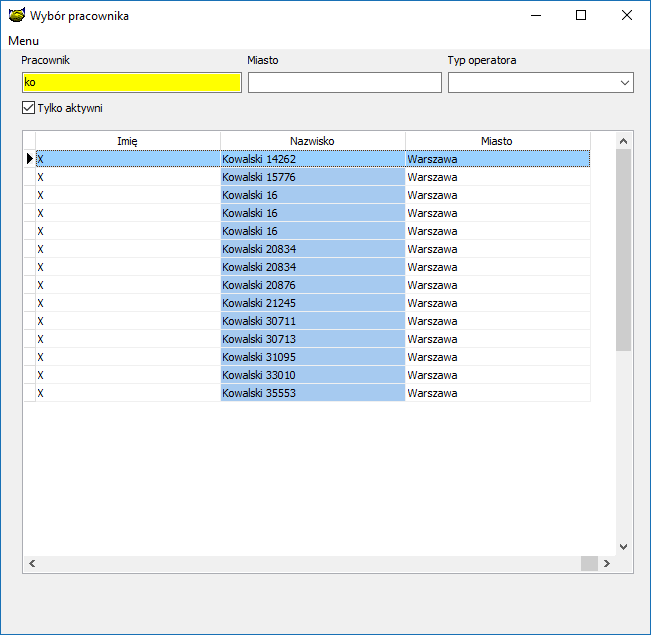 Wybór pracownika
Menu
Pracownik Miasto Typ operatora
ko
Tylko aktywni
Imię Nazwisko Miasto
X Kowalski 14262 Warszawa
X Kowalski 15776 Warszawa
X Kowalski 16 Warszawa
X Kowalski 16 Warszawa
X Kowalski 16 Warszawa
X Kowalski 20834 Warszawa
X Kowalski 20834 Warszawa
X Kowalski 20876 Warszawa
X Kowalski 21245 Warszawa
X Kowalski 30711 Warszawa
X Kowalski 30713 Warszawa
X Kowalski 31095 Warszawa
X Kowalski 33010 Warszawa
X Kowalski 35553 Warszawa